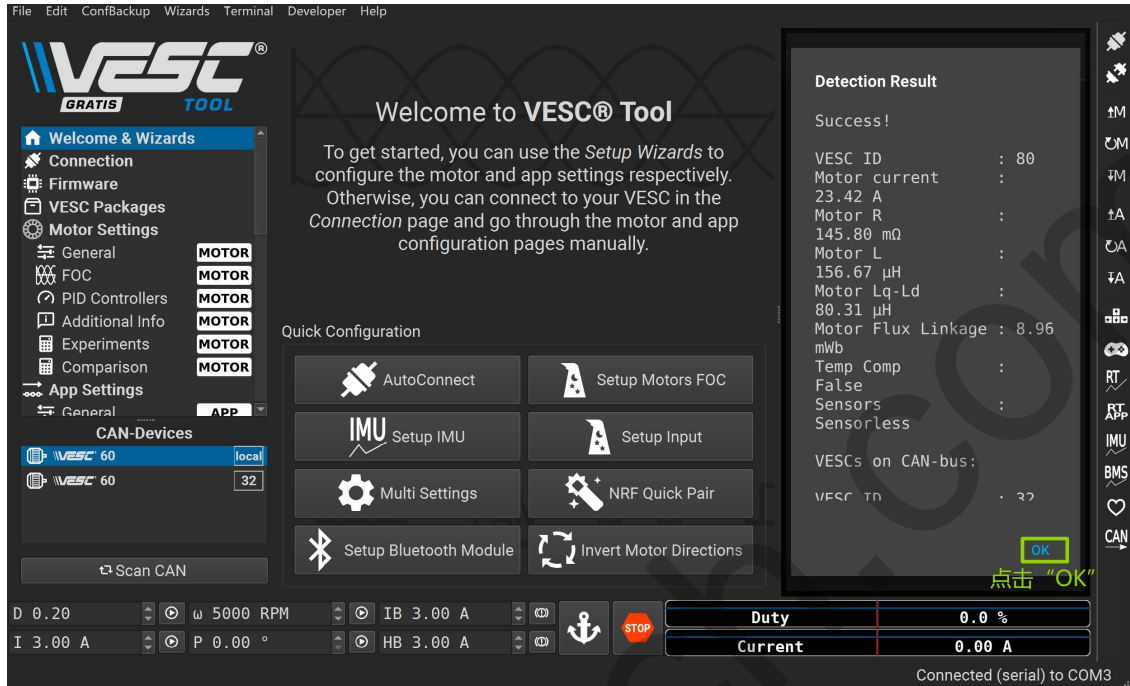 File Edit ConfBackup Wizards Terminal Developer Help
VESC®
GRATIS TOOL
Welcome & Wizards
Connection
Firmware
VESC Packages
Motor Settings
General MOTOR
FOC MOTOR
PID Controllers MOTOR
Additional Info MOTOR
Experiments MOTOR
Comparison MOTOR
App Settings
General APP
CAN-Devices
VESC 60 local
VESC 60 32
Scan CAN
Welcome to VESC® Tool
To get started, you can use the Setup Wizards to
configure the motor and app settings respectively.
Otherwise, you can connect to your VESC in the
Connection page and go through the motor and app
configuration pages manually.
Quick Configuration
AutoConnect
Setup Motors FOC
IMU Setup IMU
Setup Input
Multi Settings
NRF Quick Pair
Setup Bluetooth Module
Invert Motor Directions
Detection Result
Success!
VESC ID : 80
Motor current :
23.42 A
Motor R :
145.80 mΩ
Motor L :
156.67 µH
Motor Lq-Ld :
80.31 µH
Motor Flux Linkage : 8.96
mWb
Temp Comp :
False
Sensors :
Sensorless
VESCs on CAN-bus:
VESC ID : 32
OK
点击“OK”
↑M
↻M
↧M
↑A
↻A
↧A
RT
RT
APP
IMU
BMS
CAN
D 0.20 ω 5000 RPM IB 3.00 A
I 3.00 A P 0.00 ° HB 3.00 A
STOP
Duty 0.0 %
Current 0.00 A
Connected (serial) to COM3